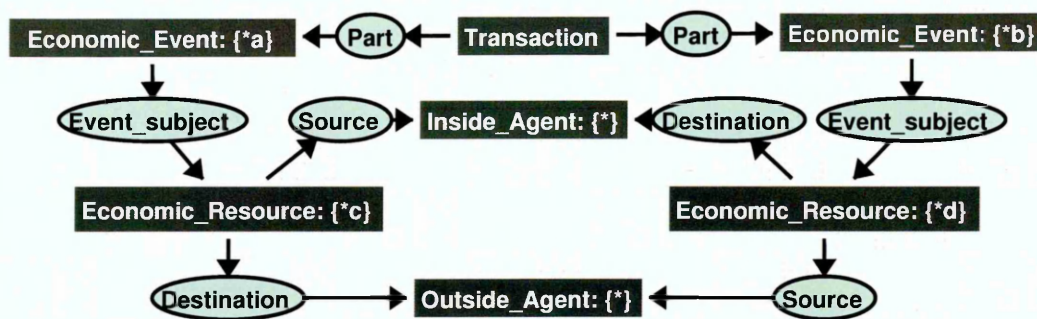 Economic_Event: {*a} Part Transaction Part Economic_Event: {*b}
Event_subject Source Inside_Agent: {*} Destination Event_subject
Economic_Resource: {*c} Economic_Resource: {*d}
Destination Outside_Agent: {*} Source